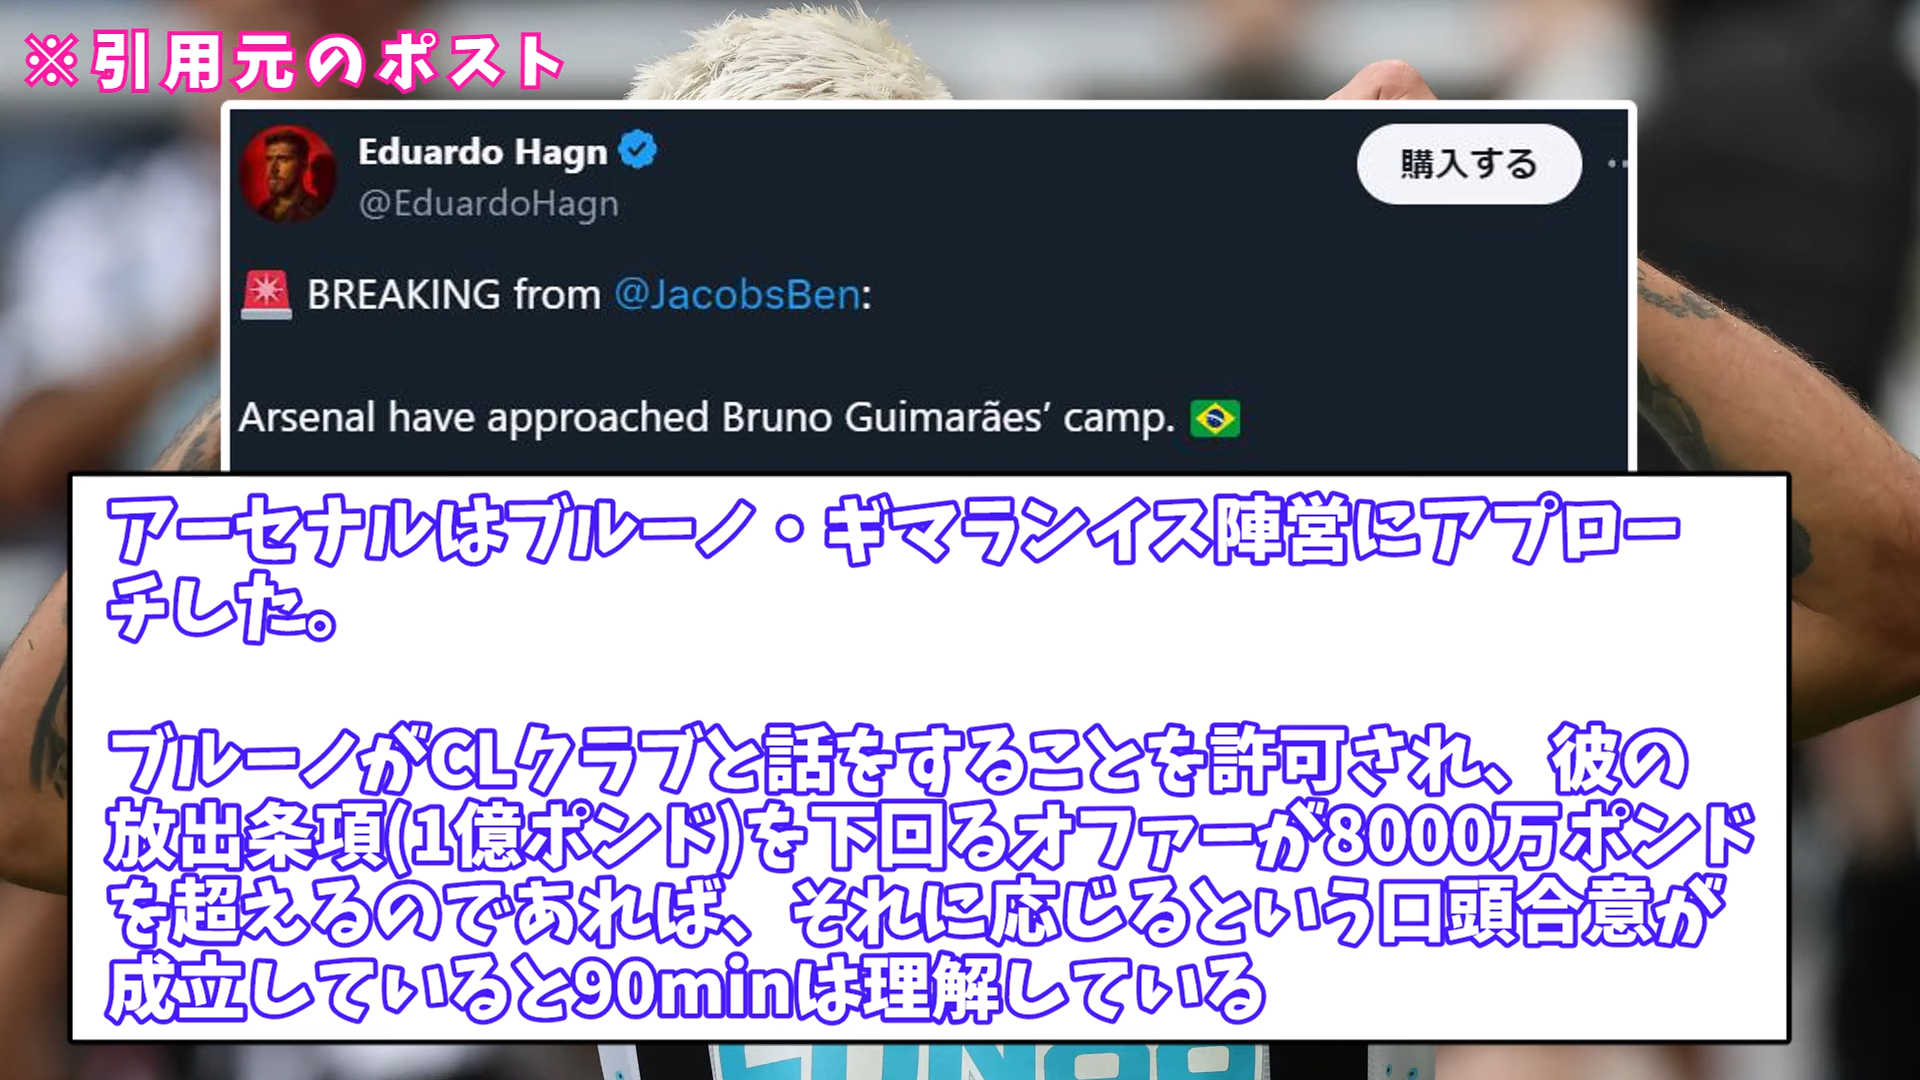 ※引用元のポスト
Eduardo Hagn
@EduardoHagn
購入する
BREAKING from @JacobsBen:
Arsenal have approached Bruno Guimarães’ camp.
アーセナルはブルーノ・ギマランイス陣営にアプロー
チした。
ブルーノがCLクラブと話をすることを許可され、彼の
放出条項(1億ポンド)を下回るオファーが8000万ポンド
を超えるのであれば、それに応じるという口頭合意が
成立していると90minは理解している